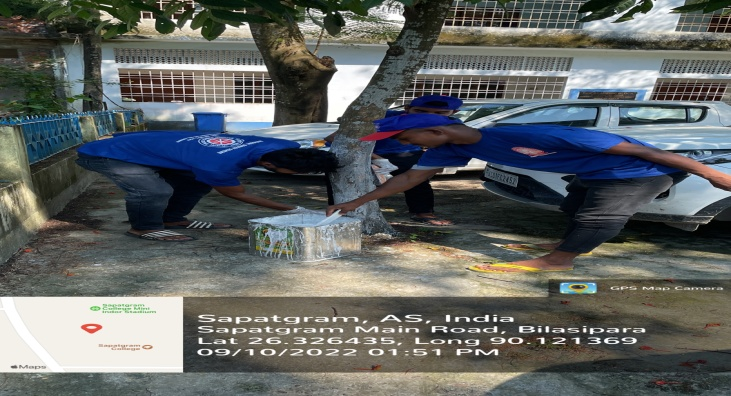 GPS Map Camera
Sapatgram
College Mini
Indor Stadium
Sapatgram
College
Maps
Sapatgram, AS, India
Sapatgram Main Road, Bilasipara
Lat 26.326435, Long 90.121369
09/10/2022 01:51 PM